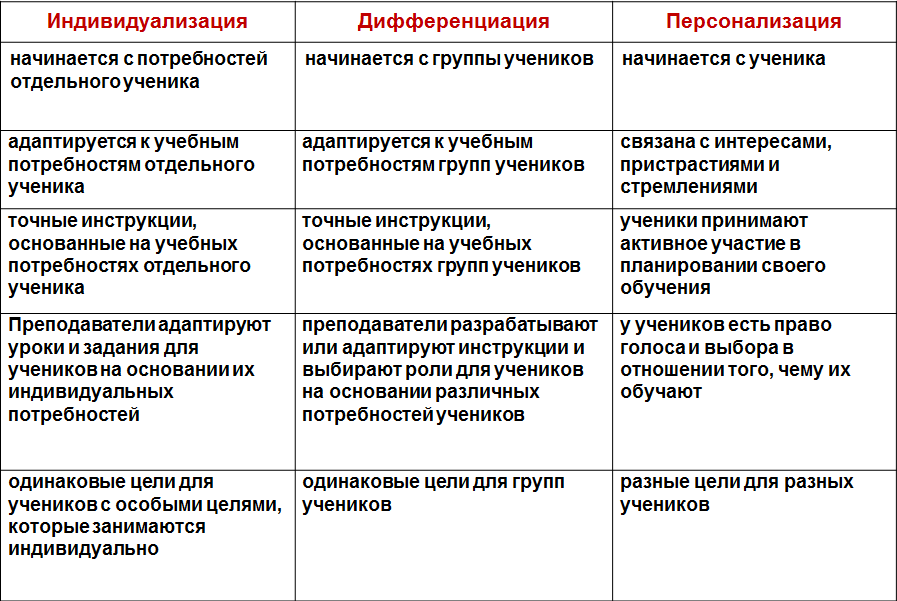 Индивидуализация
Дифференциация
Персонализация
начинается с потребностей
отдельного ученика
начинается с группы учеников
начинается с ученика
адаптируется к учебным
потребностям отдельного
ученика
адаптируется к учебным
потребностям групп учеников
связана с интересами,
пристрастиями и
стремлениями
точные инструкции,
основанные на учебных
потребностях отдельного
ученика
точные инструкции,
основанные на учебных
потребностях групп учеников
ученики принимают
активное участие в
планировании своего
обучения
Преподаватели адаптируют
уроки и задания для
учеников на основании их
индивидуальных
потребностей
преподаватели разрабатывают
или адаптируют инструкции и
выбирают роли для учеников
на основании различных
потребностей учеников
у учеников есть право
голоса и выбора в
отношении того, чему их
обучают
одинаковые цели для
учеников с особыми целями,
которые занимаются
индивидуально
одинаковые цели для групп
учеников
разные цели для разных
учеников